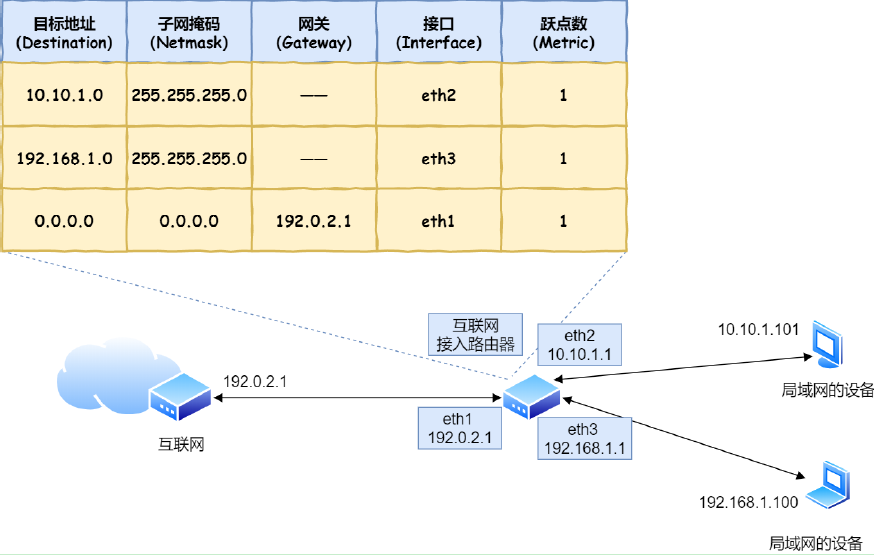 目标地址 子网掩码 网关 接口 跃点数
(Destination) (Netmask) (Gateway) (Interface) (Metric)
10.10.1.0 255.255.255.0 —— eth2 1
192.168.1.0 255.255.255.0 —— eth3 1
0.0.0.0 0.0.0.0 192.0.2.1 eth1 1
互联网
接入路由器
eth2
10.10.1.1
10.10.1.101
局域网的设备
192.0.2.1
互联网
eth1
192.0.2.1
eth3
192.168.1.1
192.168.1.100
局域网的设备